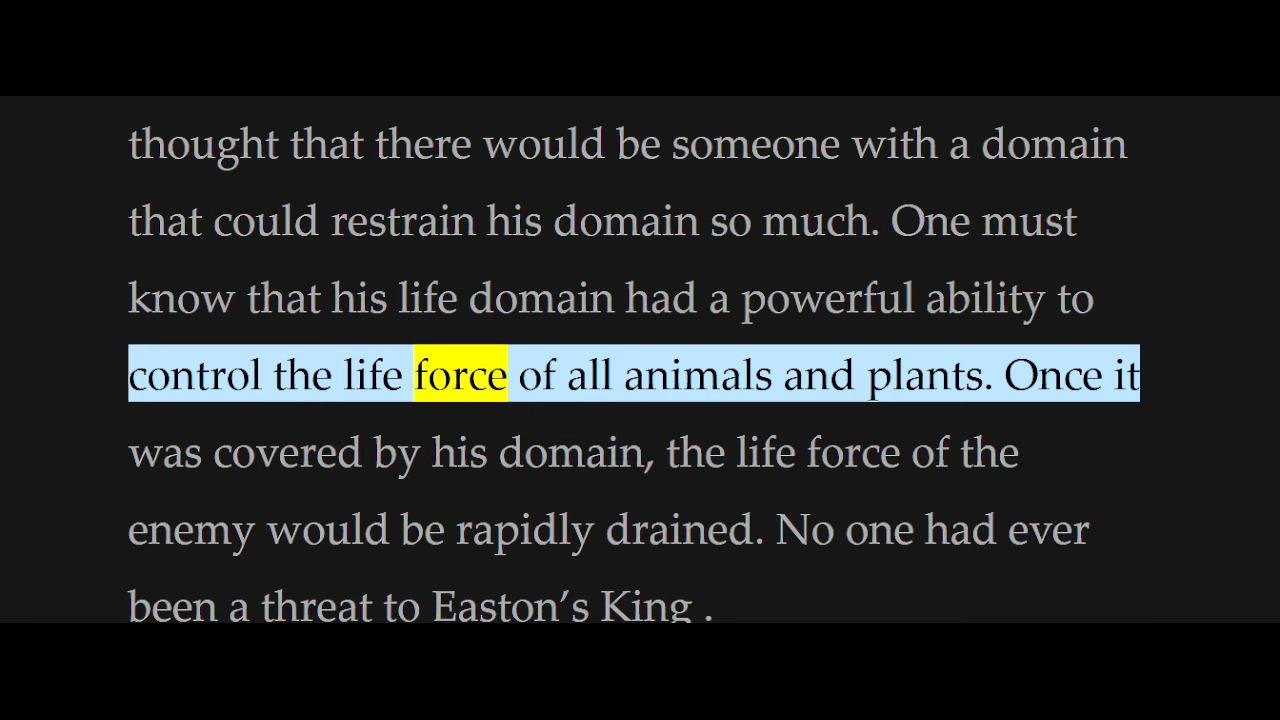 thought that there would be someone with a domain
that could restrain his domain so much. One must
know that his life domain had a powerful ability to
control the life force of all animals and plants. Once it
was covered by his domain, the life force of the
enemy would be rapidly drained. No one had ever
been a threat to Easton’s King .